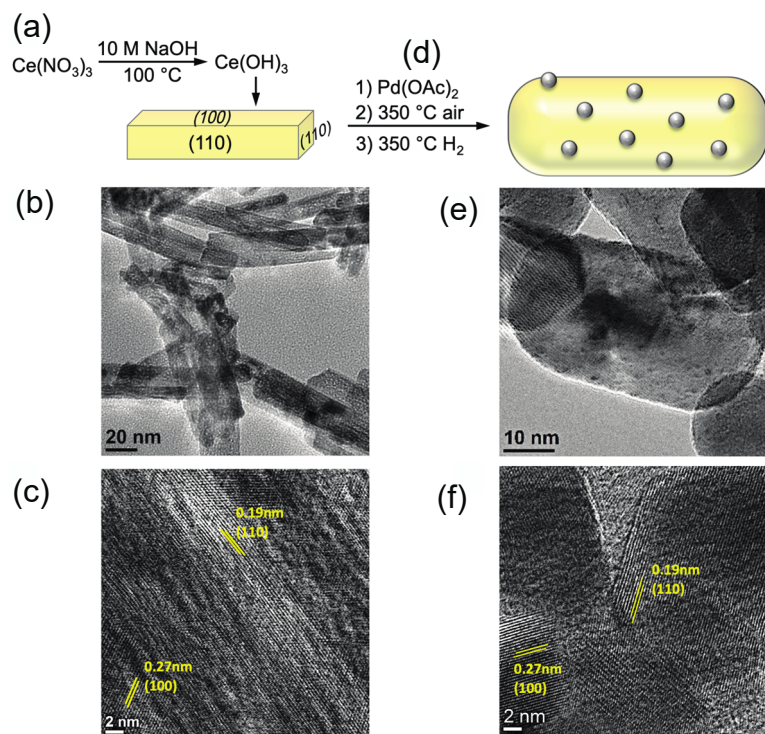 (a)
Ce(NO3)3
10 M NaOH
100 °C
Ce(OH)3
(100)
(110)
(110)
(d)
1) Pd(OAc)2
2) 350 °C air
3) 350 °C H2
(b)
20 nm
(e)
10 nm
(c)
0.19nm
(110)
0.27nm
(100)
2 nm
(f)
0.19nm
(110)
0.27nm
(100)
2 nm